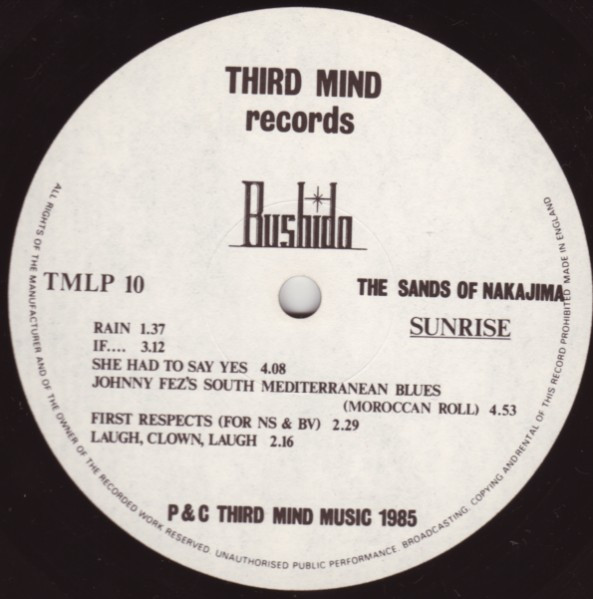 THIRD MIND
records
Bushido
TMLP 10
THE SANDS OF NAKAJIMA
SUNRISE
RAIN 1.37
IF.... 3.12
SHE HAD TO SAY YES 4.08
JOHNNY FEZ'S SOUTH MEDITERRANEAN BLUES
(MOROCCAN ROLL) 4.53
FIRST RESPECTS (FOR NS & BV) 2.29
LAUGH, CLOWN, LAUGH 2.16
P & C THIRD MIND MUSIC 1985
ALL RIGHTS OF THE MANUFACTURER AND OF THE OWNER OF THE RECORDED WORK RESERVED. UNAUTHORISED PUBLIC PERFORMANCE. BROADCASTING, COPYING AND RENTAL OF THIS RECORD PROHIBITED MADE IN ENGLAND